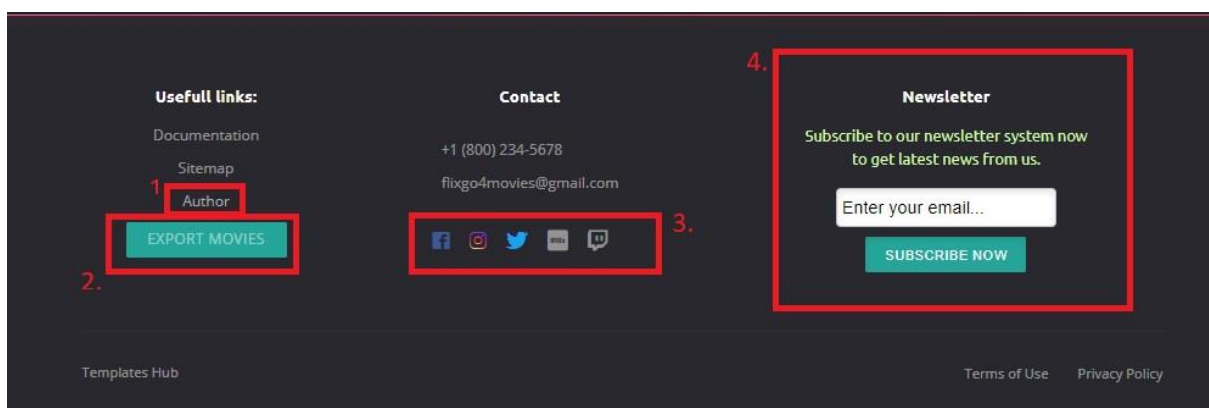 4.
Usefull links:
Documentation
Sitemap
1
Author
EXPORT MOVIES
2.
Contact
+1 (800) 234-5678
flixgo4movies@gmail.com
3.
Newsletter
Subscribe to our newsletter system now
to get latest news from us.
Enter your email...
SUBSCRIBE NOW
Templates Hub
Terms of Use
Privacy Policy